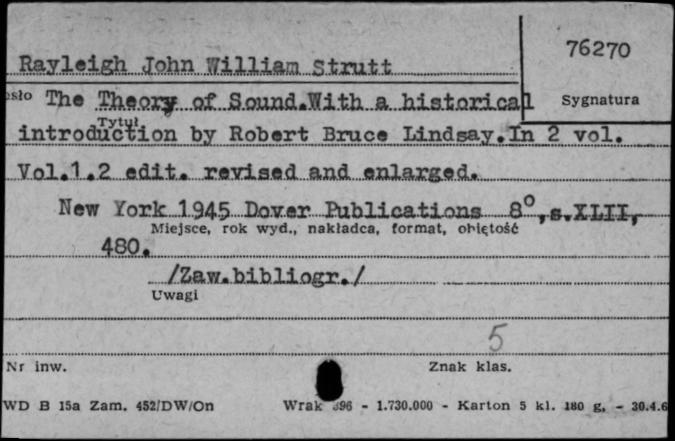 76270
Rayleigh John William Strutt
Sygnatura
sło The Theory of Sound.With a historical
Tytuł
introduction by Robert Bruce Lindsay.In 2 vol.
Vol.1.2 edit. revised and enlarged.
New York 1945 Dover Publications 8°,s.XLII,
Miejsce, rok wyd., nakładca, format, objętość
480.
/Zaw.bibliogr./
Uwagi
5
Nr inw.
Znak klas.
WD B 15a Zam. 452/DW/On Wrak 396 - 1.730.000 - Karton 5 kl. 180 g. - 30.4.6